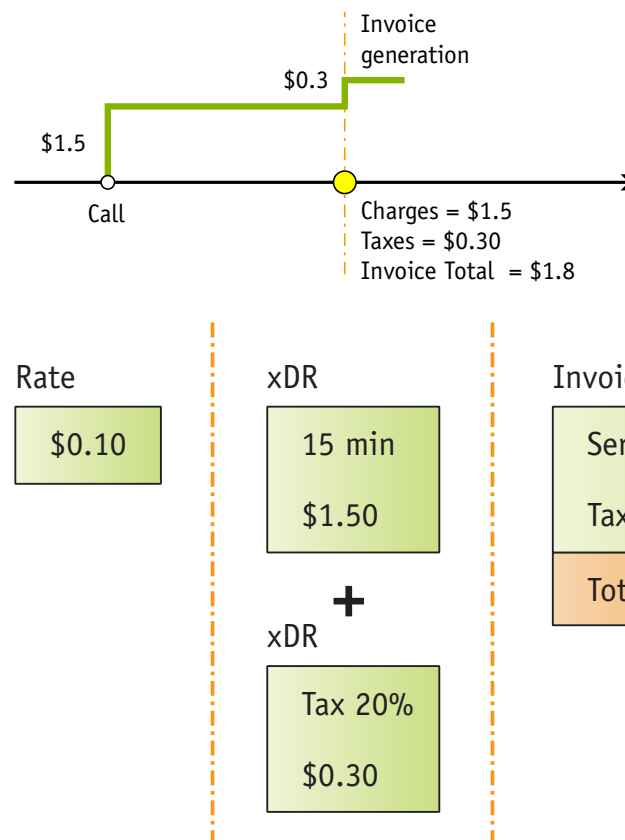 Invoice
generation
$0.3
$1.5
Call
Charges = $1.5
Taxes = $0.30
Invoice Total = $1.8
Rate
$0.10
xDR
15 min
$1.50
+
xDR
Tax 20%
$0.30